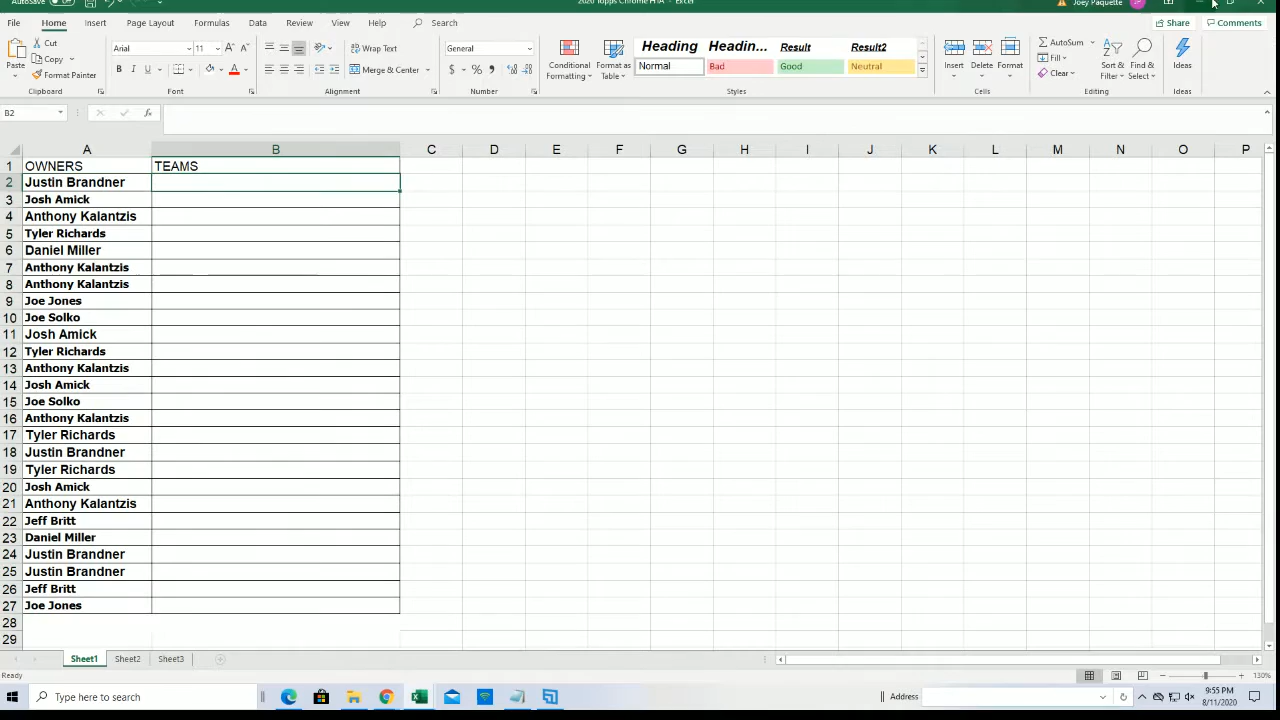 AutoSave
2020 Topps Chrome HTA - Excel
Joey Paquette
File Home Insert Page Layout Formulas Data Review View Help Search Share Comments
Paste Cut Copy Format Painter Clipboard
Arial 11 B I U A Font
Wrap Text Merge & Center Alignment
General $ % Number
Conditional Formatting Format as Table
Heading Headin... Result Result2
Normal Bad Good Neutral
Styles
Insert Delete Format Cells
AutoSum Fill Clear Sort & Filter Find & Select Editing
Ideas Ideas
B2 fx
A B C D E F G H I J K L M N O P
1 OWNERS TEAMS
2 Justin Brandner
3 Josh Amick
4 Anthony Kalantzis
5 Tyler Richards
6 Daniel Miller
7 Anthony Kalantzis
8 Anthony Kalantzis
9 Joe Jones
10 Joe Solko
11 Josh Amick
12 Tyler Richards
13 Anthony Kalantzis
14 Josh Amick
15 Joe Solko
16 Anthony Kalantzis
17 Tyler Richards
18 Justin Brandner
19 Tyler Richards
20 Josh Amick
21 Anthony Kalantzis
22 Jeff Britt
23 Daniel Miller
24 Justin Brandner
25 Justin Brandner
26 Jeff Britt
27 Joe Jones
28
29
Sheet1 Sheet2 Sheet3
Ready 130%
Type here to search Address 9:55 PM
8/11/2020